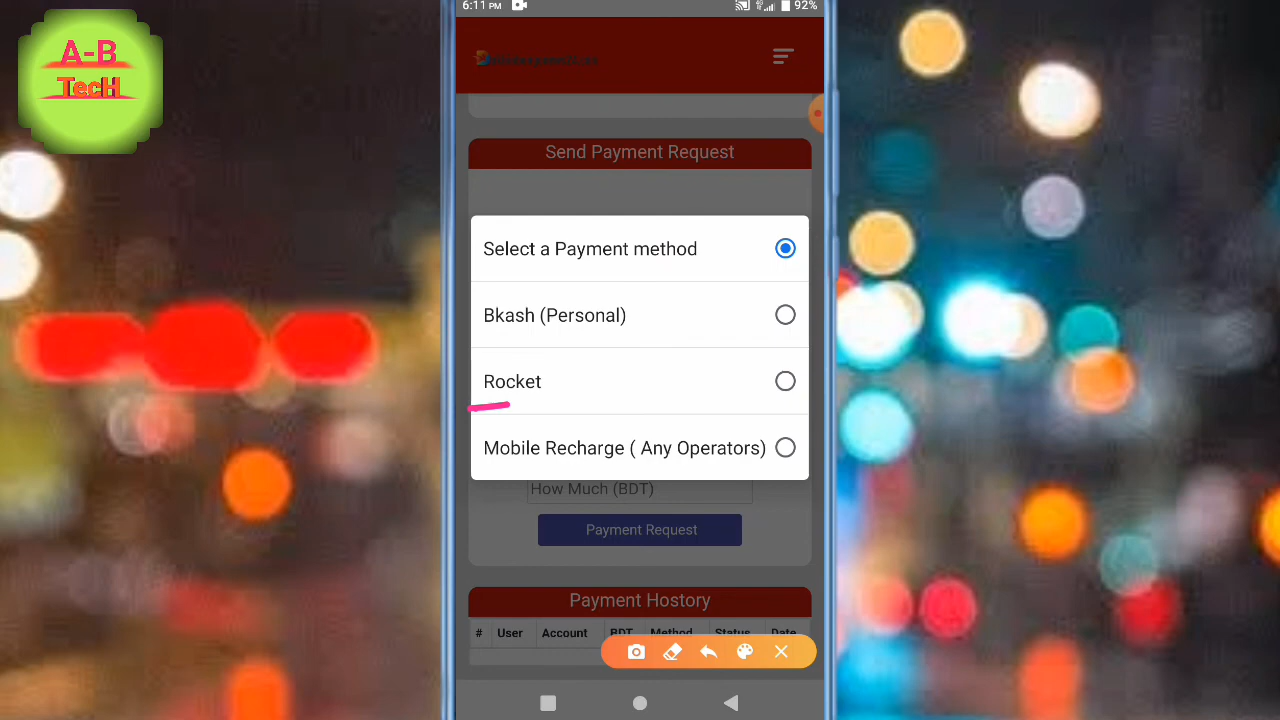 A-B
TecH
6:11 PM
92%
Send Payment Request
Select a Payment method
Bkash (Personal)
Rocket
Mobile Recharge ( Any Operators)
How Much (BDT)
Payment Request
Payment Hostory
# User Account BDT Method Status Date